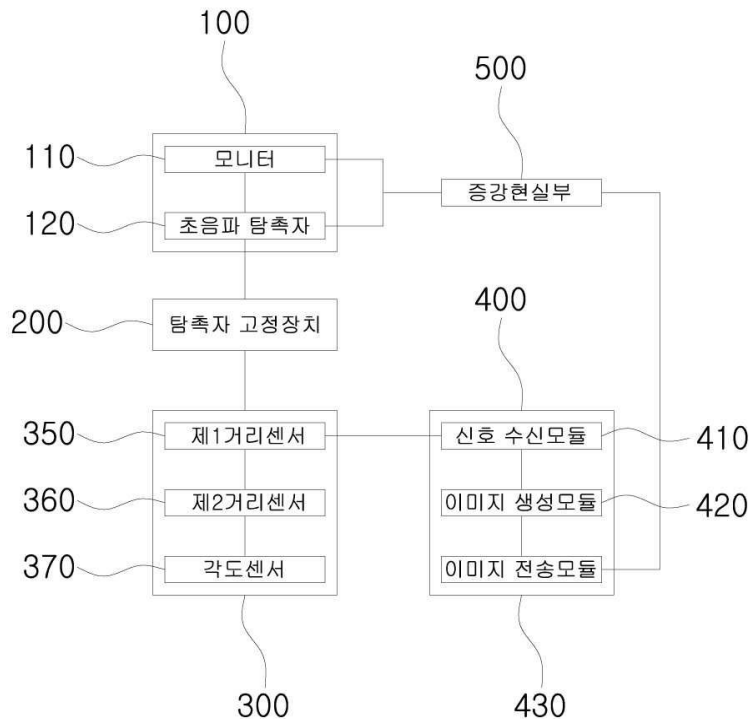 100
500
110
모니터
증강현실부
120
초음파 탐촉자
400
200
탐촉자 고정장치
350
제1거리센서
신호 수신모듈
410
360
제2거리센서
이미지 생성모듈
420
370
각도센서
이미지 전송모듈
300
430